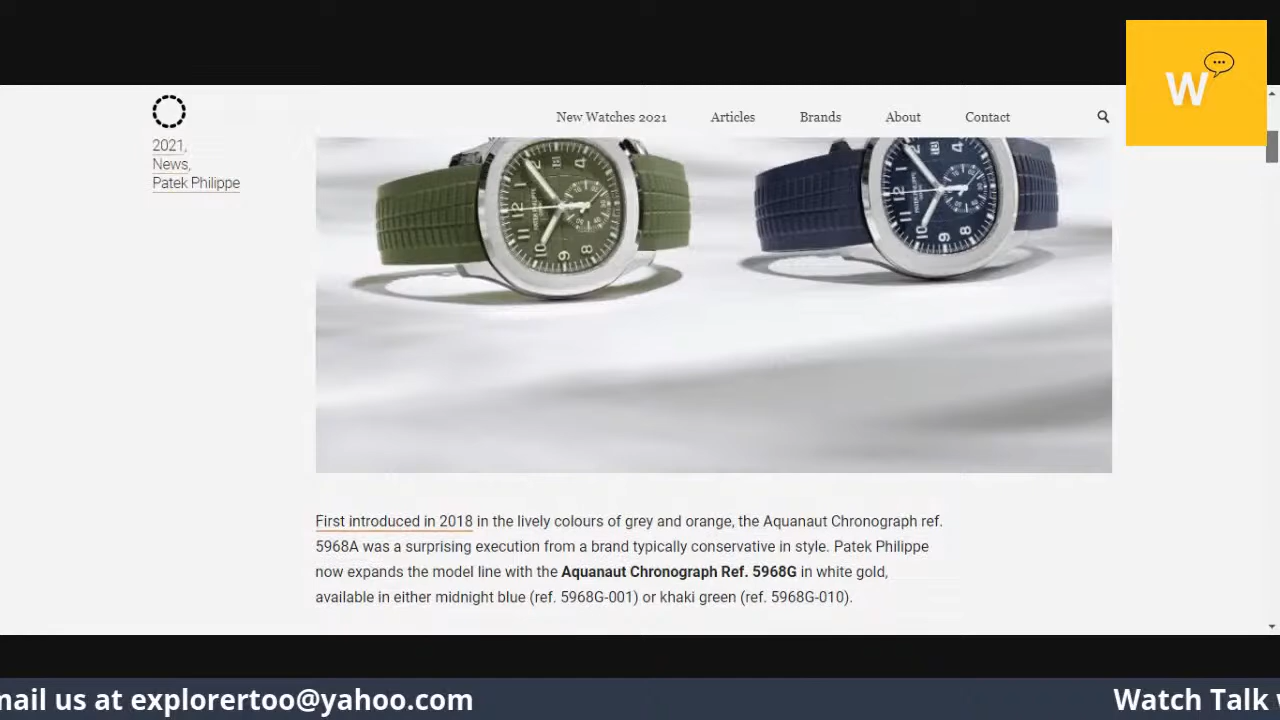 W
New Watches 2021 Articles Brands About Contact
2021,
News,
Patek Philippe
First introduced in 2018 in the lively colours of grey and orange, the Aquanaut Chronograph ref.
5968A was a surprising execution from a brand typically conservative in style. Patek Philippe
now expands the model line with the Aquanaut Chronograph Ref. 5968G in white gold,
available in either midnight blue (ref. 5968G-001) or khaki green (ref. 5968G-010).
mail us at explorertoo@yahoo.com
Watch Talk